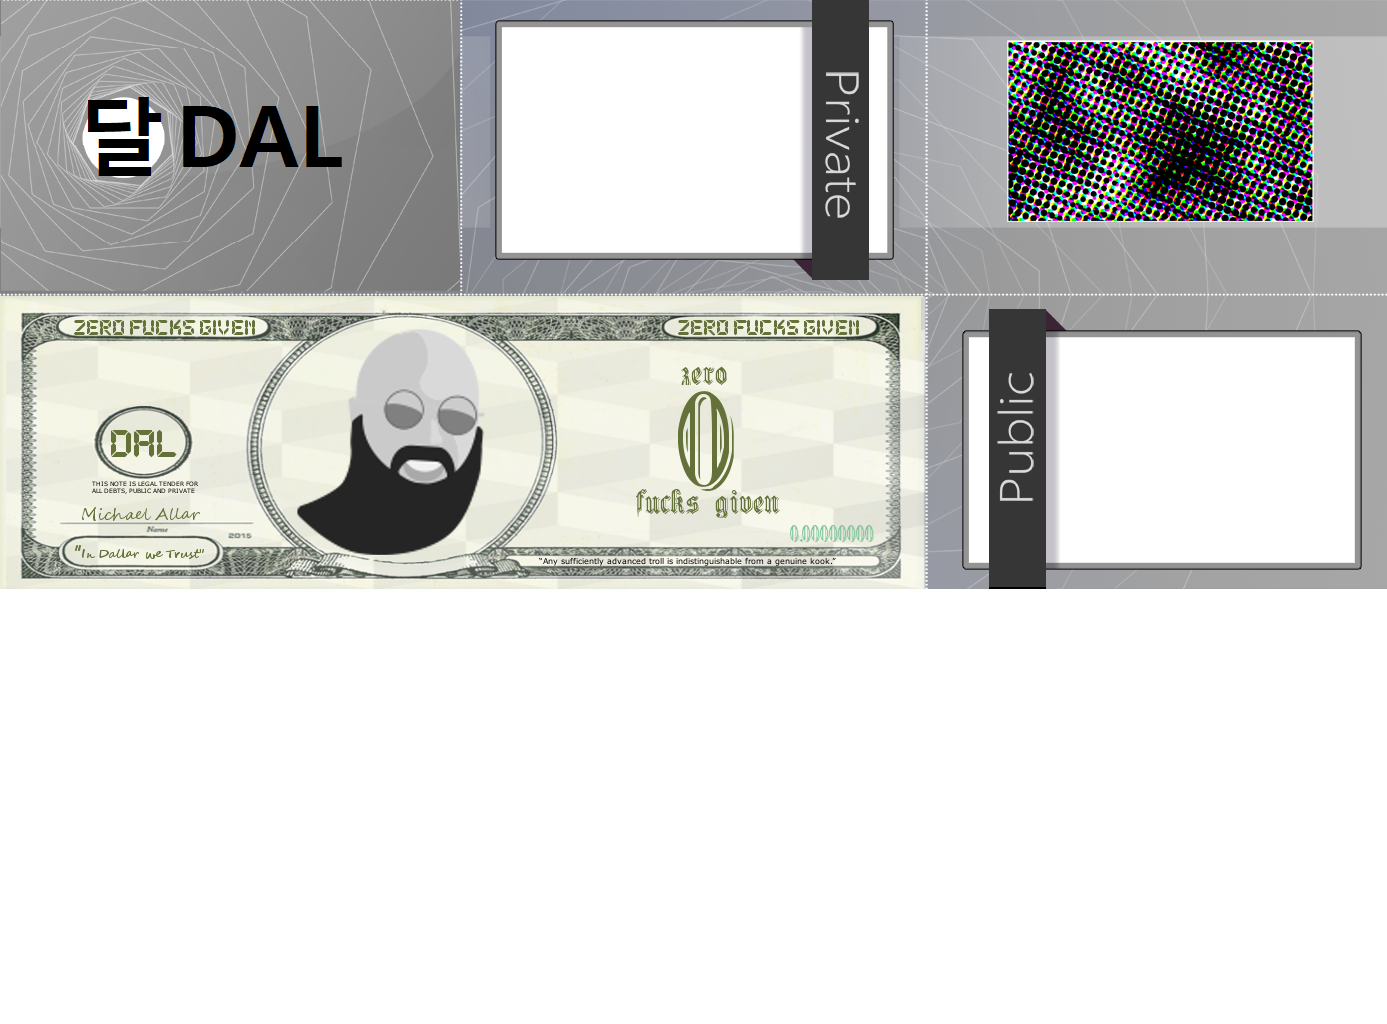 달 DAL
Private
ZERO FUCKS GIVEN
ZERO FUCKS GIVEN
zero
0
fucks given
DAL
THIS NOTE IS LEGAL TENDER FOR
ALL DEBTS, PUBLIC AND PRIVATE
Michael Allar
Name
2015
0.00000000
"In Dallar we Trust"
“Any sufficiently advanced troll is indistinguishable from a genuine kook.”
Public